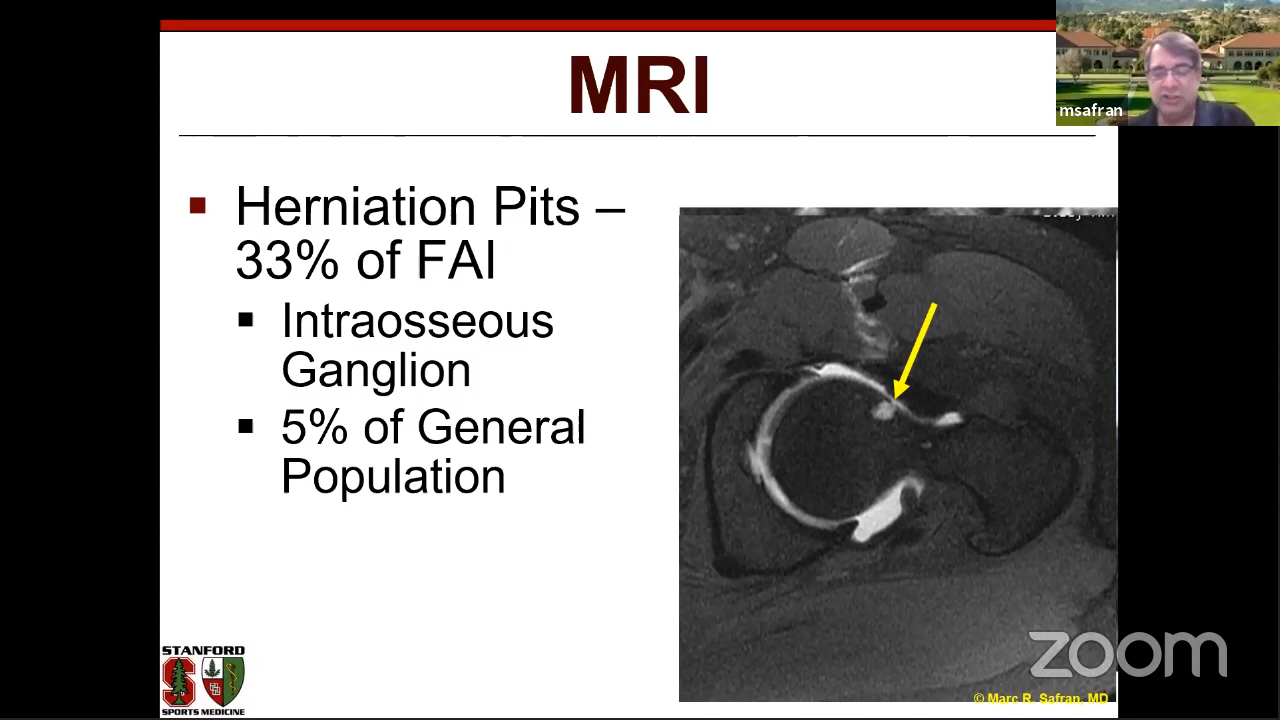 MRI
msafran
▪ Herniation Pits –
33% of FAI
▪ Intraosseous
Ganglion
▪ 5% of General
Population
zoom
© Marc R. Safran, MD
STANFORD
S
SPORTS MEDICINE